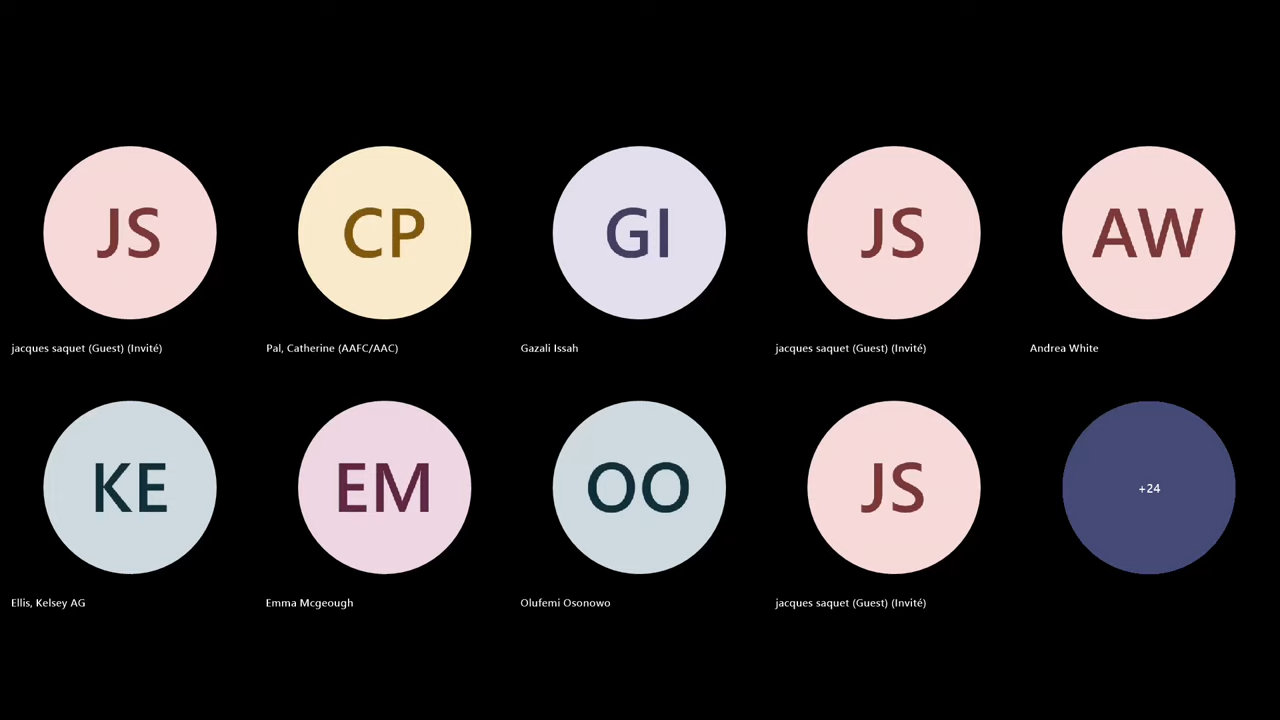 JS
CP
GI
JS
AW
jacques saquet (Guest) (Invité)
Pal, Catherine (AAFC/AAC)
Gazali Issah
jacques saquet (Guest) (Invité)
Andrea White
KE
EM
OO
JS
+24
Ellis, Kelsey AG
Emma Mcgeough
Olufemi Osonowo
jacques saquet (Guest) (Invité)